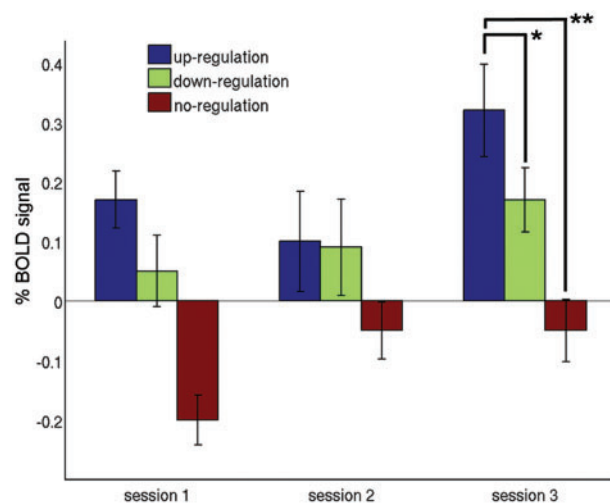 **
*
up-regulation
down-regulation
no-regulation
% BOLD signal
0.4
0.3
0.2
0.1
0
-0.1
-0.2
session 1
session 2
session 3